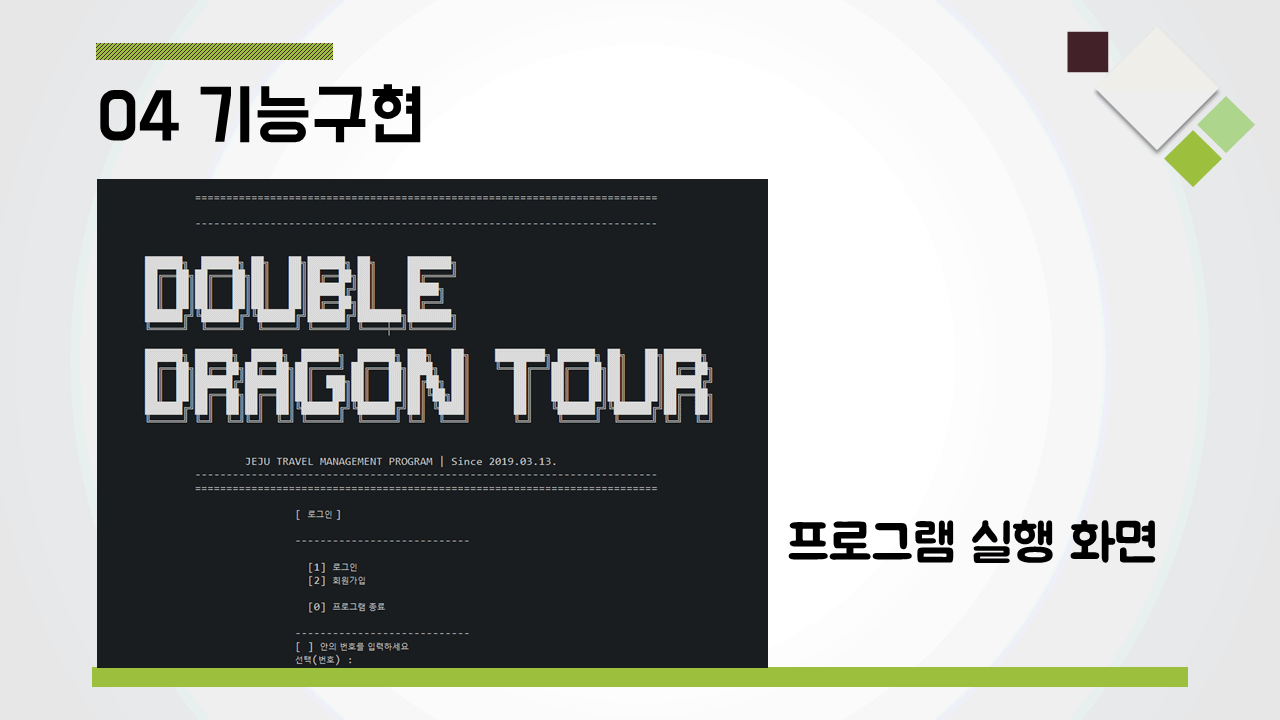 04 기능구현
==========================================================================
--------------------------------------------------------------------------
DOUBLE
DRAGON TOUR
JEJU TRAVEL MANAGEMENT PROGRAM | Since 2019.03.13.
--------------------------------------------------------------------------
==========================================================================
[ 로그인 ]
----------------------------
[1] 로그인
[2] 회원가입
[0] 프로그램 종료
----------------------------
[ ] 안의 번호를 입력하세요
선택(번호) :
프로그램 실행 화면